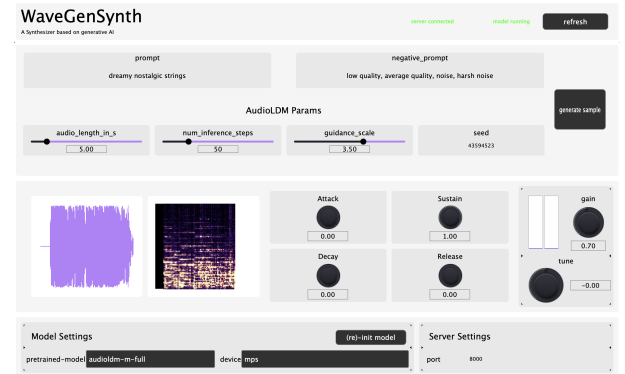 WaveGenSynth
A Synthesizer based on generative AI
server connected
model running
refresh
prompt
negative_prompt
dreamy nostalgic strings
low quality, average quality, noise, harsh noise
generate sample
AudioLDM Params
audio_length_in_s
num_inference_steps
guidance_scale
seed
5.00
50
3.50
43594523
Attack
Sustain
gain
0.00
1.00
0.70
Decay
Release
tune
0.00
0.00
-0.00
Model Settings
(re)-init model
Server Settings
pretrained-model audioldm-m-full
device mps
port
8000